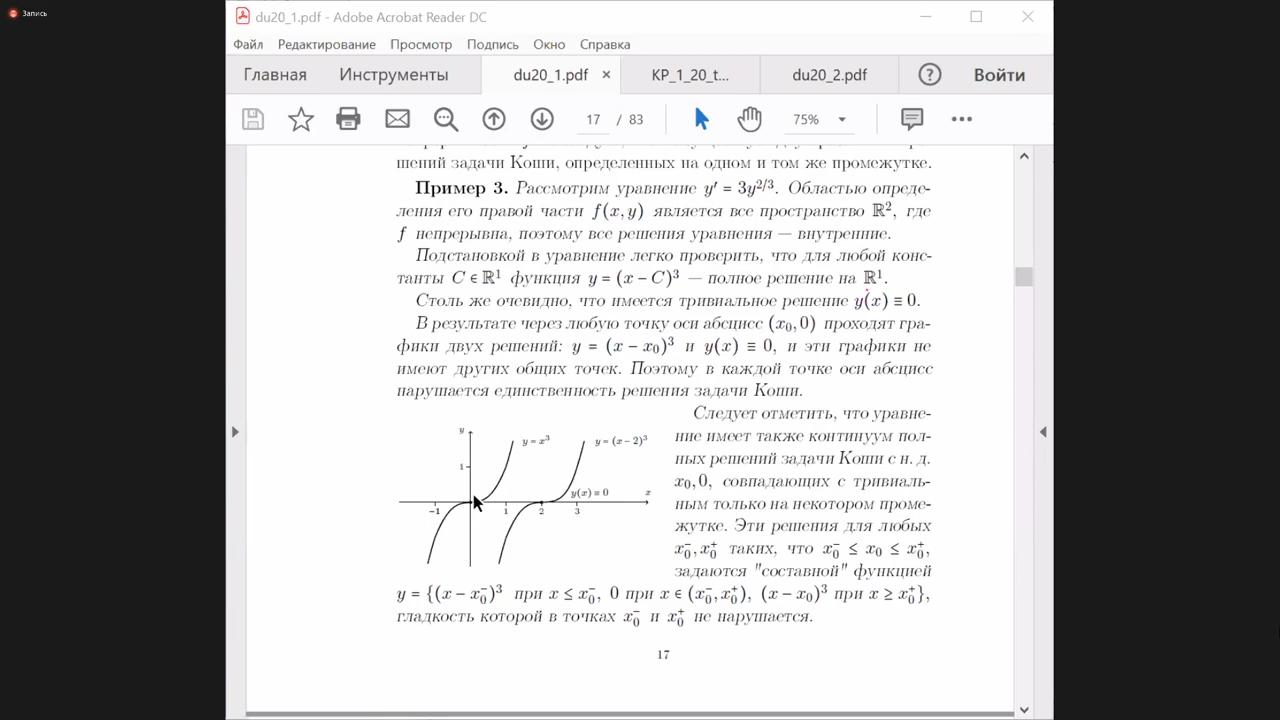 Запись
du20_1.pdf - Adobe Acrobat Reader DC
Файл Редактирование Просмотр Подпись Окно Справка
Главная Инструменты du20_1.pdf × КР_1_20_t... du20_2.pdf ? Войти
17 / 83 75%
шений задачи Коши, определенных на одном и том же промежутке.
Пример 3. Рассмотрим уравнение y′ = 3y^{2/3}. Областью опреде-
ления его правой части f(x, y) является все пространство ℝ², где
f непрерывна, поэтому все решения уравнения — внутренние.
Подстановкой в уравнение легко проверить, что для любой конс-
танты C ∈ ℝ¹ функция y = (x − C)³ — полное решение на ℝ¹.
Столь же очевидно, что имеется тривиальное решение y(x) ≡ 0.
В результате через любую точку оси абсцисс (x₀, 0) проходят гра-
фики двух решений: y = (x − x₀)³ и y(x) ≡ 0, и эти графики не
имеют других общих точек. Поэтому в каждой точке оси абсцисс
нарушается единственность решения задачи Коши.
Следует отметить, что уравне-
ние имеет также континуум пол-
ных решений задачи Коши с н. д.
x₀, 0, совпадающих с тривиаль-
ным только на некотором проме-
жутке. Эти решения для любых
x₀⁻, x₀⁺ таких, что x₀⁻ ≤ x₀ ≤ x₀⁺,
задаются "составной" функцией
y
y = x³
y = (x − 2)³
1
y(x) ≡ 0
x
−1 1 2 3
y = {(x − x₀⁻)³ при x ≤ x₀⁻, 0 при x ∈ (x₀⁻, x₀⁺), (x − x₀)³ при x ≥ x₀⁺},
гладкость которой в точках x₀⁻ и x₀⁺ не нарушается.
17